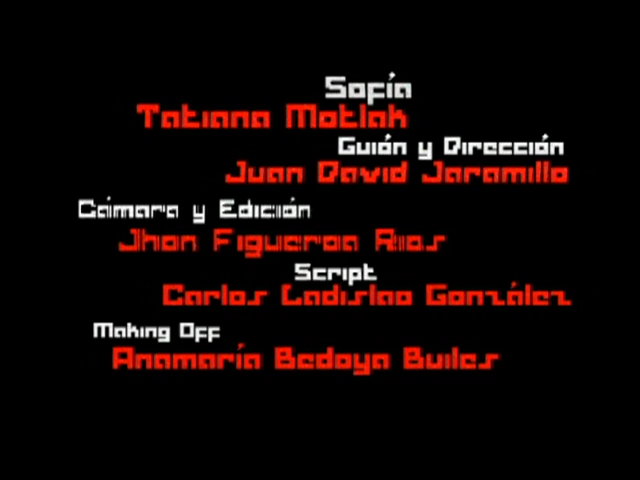 Sofía
Tatiana Motlak
Guión y Dirección
Juan David Jaramillo
Cámara y Edición
Jhon Figueroa Rios
Script
Carlos Ladislao González
Making Off
Anamaría Bedoya Builes